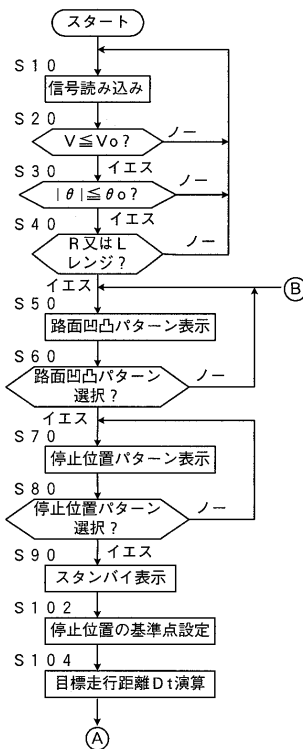 スタート
S10
信号読み込み
S20
V≦Vo?
ノー
イエス
S30
|θ|≦θo?
ノー
イエス
S40
R又はL
レンジ?
ノー
イエス
B
S50
路面凹凸パターン表示
S60
路面凹凸パターン
選択?
ノー
イエス
S70
停止位置パターン表示
S80
停止位置パターン
選択?
ノー
イエス
S90
スタンバイ表示
S102
停止位置の基準点設定
S104
目標走行距離Dt演算
A